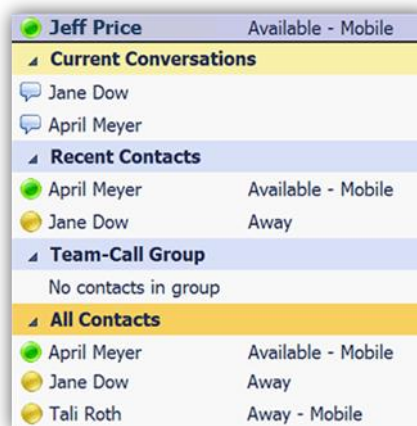 Jeff Price Available - Mobile
Current Conversations
Jane Dow
April Meyer
Recent Contacts
April Meyer Available - Mobile
Jane Dow Away
Team-Call Group
No contacts in group
All Contacts
April Meyer Available - Mobile
Jane Dow Away
Tali Roth Away - Mobile